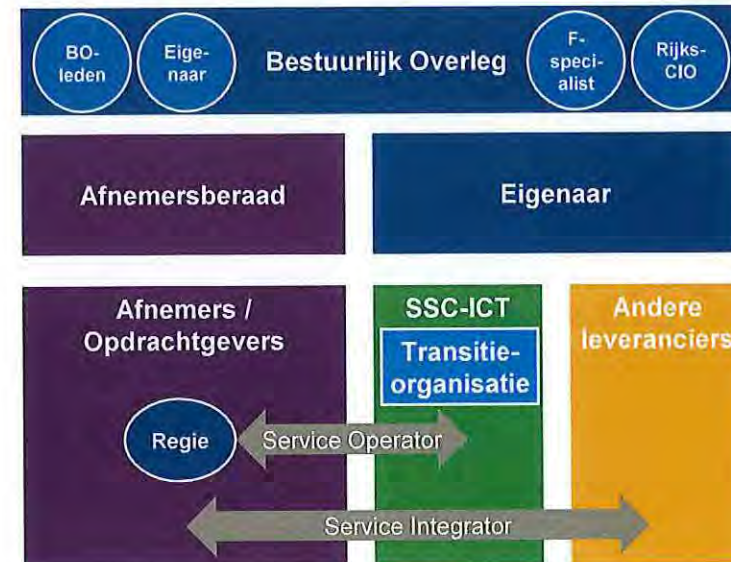 BO-
leden
Eige-
naar
Bestuurlijk Overleg
F-
speci-
alist
Rijks-
CIO
Afnemersberaad
Eigenaar
Afnemers /
Opdrachtgevers
SSC-ICT
Andere
leveranciers
Transitie-
organisatie
Regie
Service Operator
Service Integrator